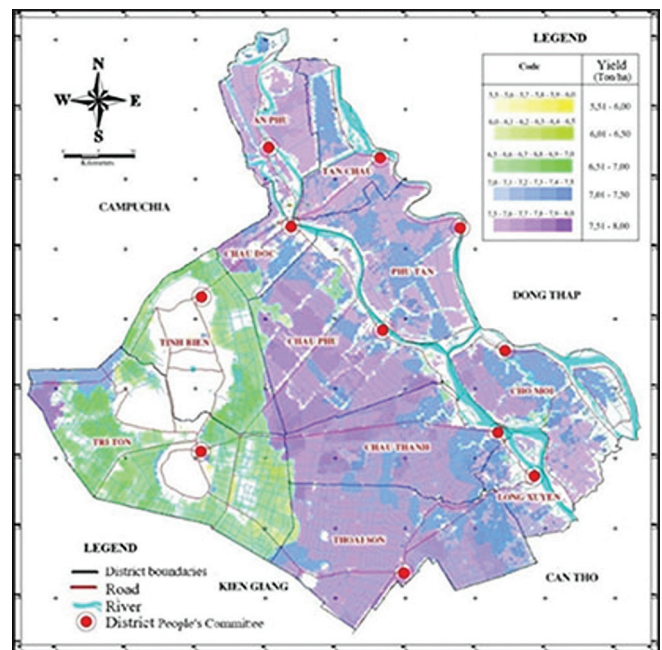 LEGEND
Code
Yield
(Ton/ha)
5,51 - 6,00
6,01 - 6,50
6,51 - 7,00
7,01 - 7,50
7,51 - 8,00
N
W E
S
Kilometers
AN PHU
TAN CHAU
CAMPUCHIA
CHAU DOC
PHU TAN
DONG THAP
TINH BIEN
CHAU PHU
CHO MOI
TRI TON
CHAU THANH
LONG XUYEN
THOAI SON
LEGEND
District boundaries
Road
River
District People's Committee
KIEN GIANG
CAN THO